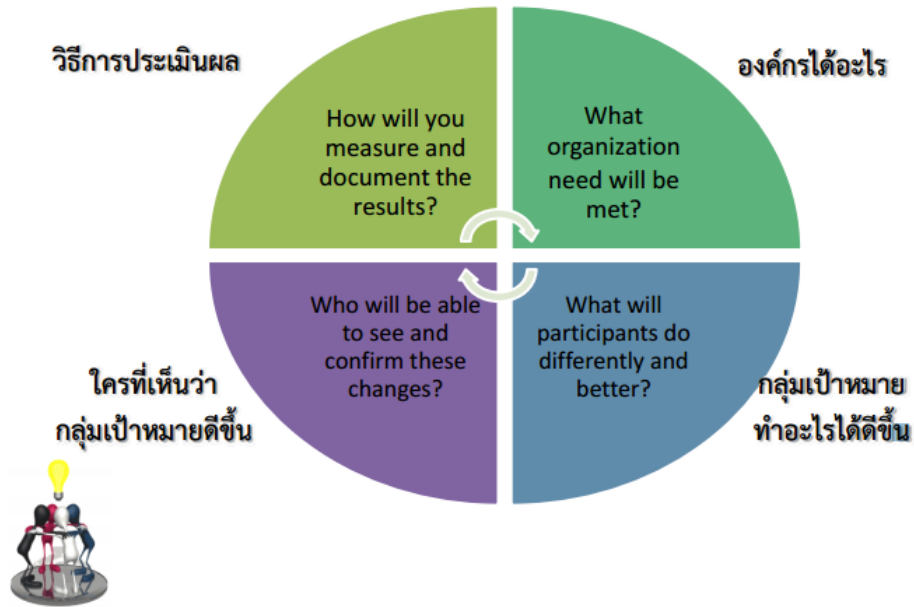 วิธีการประเมินผล
องค์กรได้อะไร
How will you
measure and
document the
results?
What
organization
need will be
met?
Who will be able
to see and
confirm these
changes?
What will
participants do
differently and
better?
ใครที่เห็นว่า
กลุ่มเป้าหมายดีขึ้น
กลุ่มเป้าหมาย
ทำอะไรได้ดีขึ้น